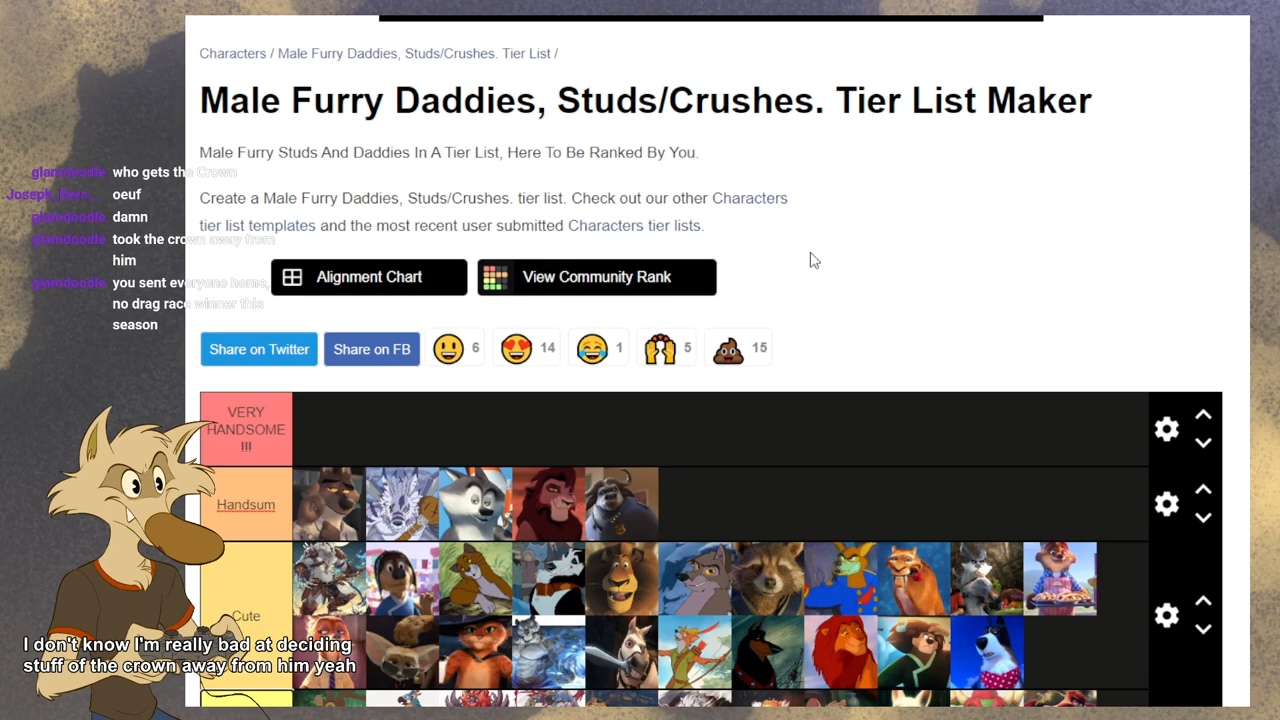 Characters / Male Furry Daddies, Studs/Crushes. Tier List /
Male Furry Daddies, Studs/Crushes. Tier List Maker
Male Furry Studs And Daddies In A Tier List, Here To Be Ranked By You.
Create a Male Furry Daddies, Studs/Crushes. tier list. Check out our other Characters
tier list templates and the most recent user submitted Characters tier lists.
Alignment Chart
View Community Rank
Share on Twitter
Share on FB
6
14
1
5
15
glamdoodle who gets the Crown
oeuf
glamdoodle damn
glamdoodle took the crown away from
him
glamdoodle you sent everyone home,
no drag race winner this
season
VERY
HANDSOME
!!!
Handsum
Cute
I don't know I'm really bad at deciding
stuff of the crown away from him yeah